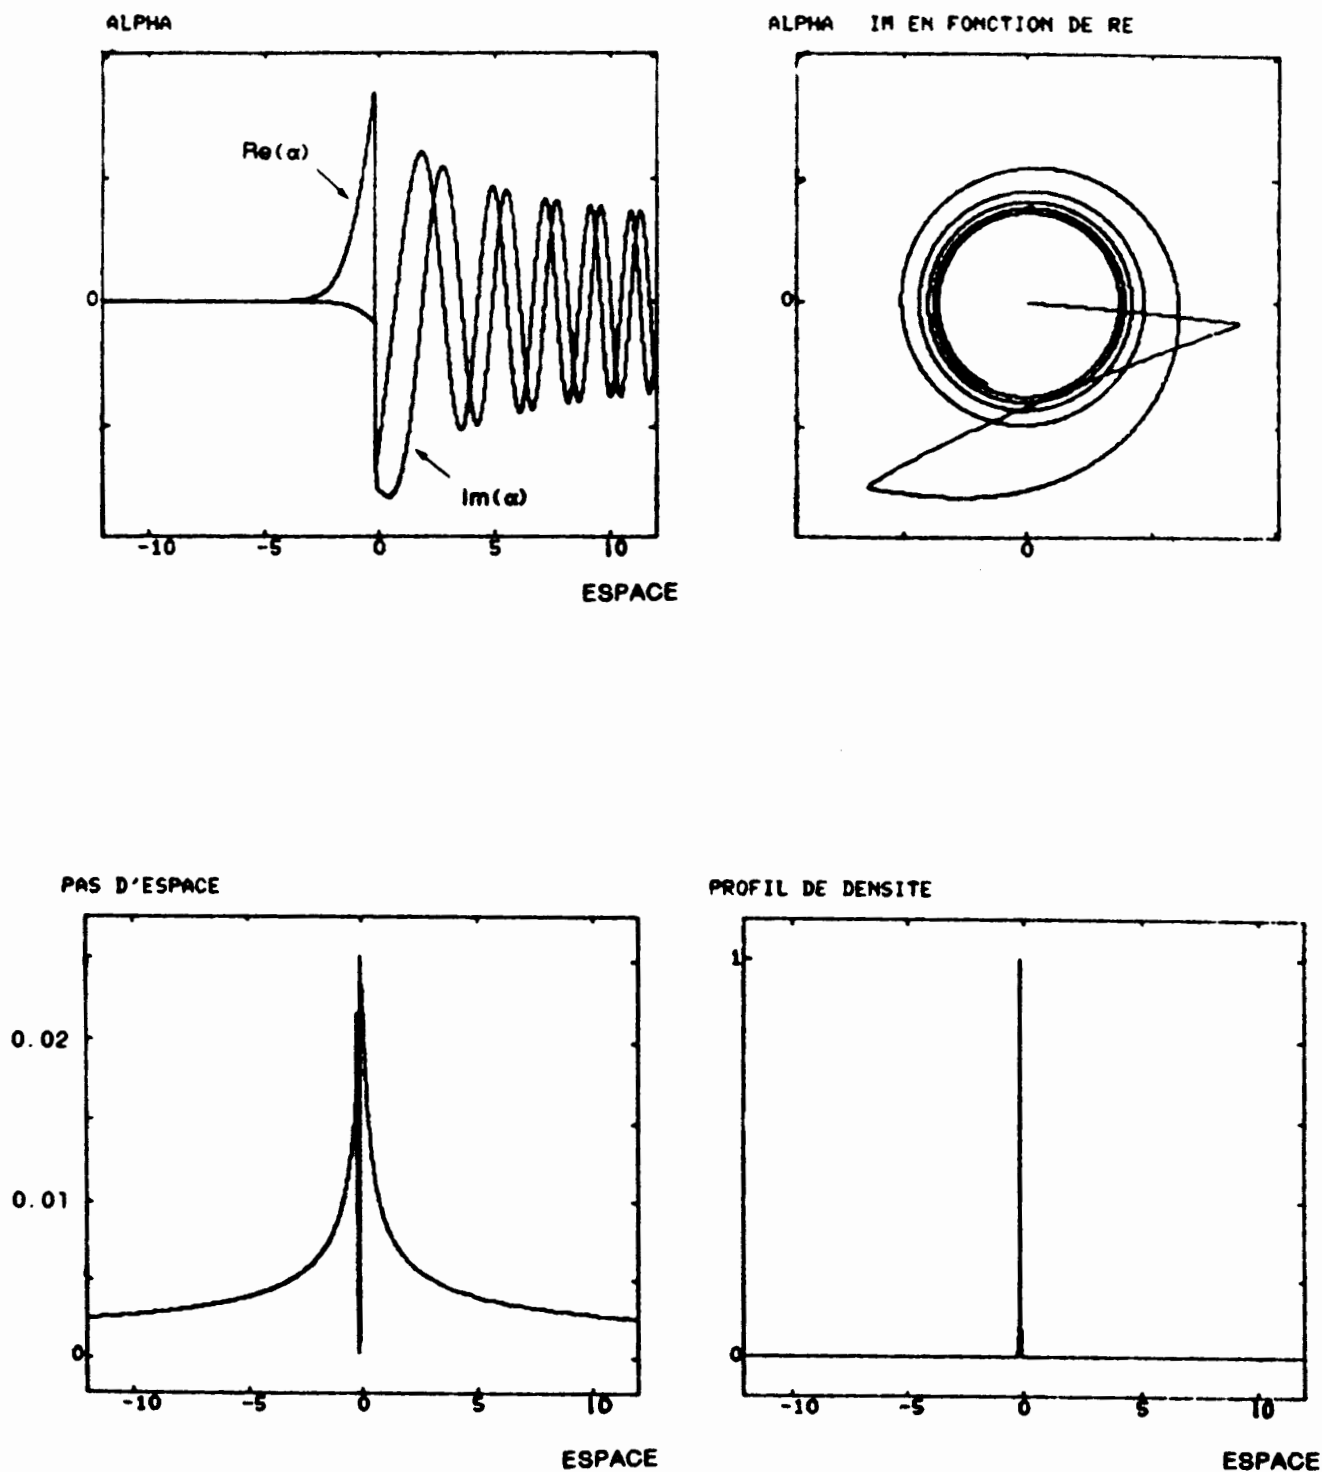 ALPHA
Re(α)
Im(α)
0
-10 -5 0 5 10
ESPACE
ALPHA IM EN FONCTION DE RE
0
0
PAS D'ESPACE
0.02
0.01
0
-10 -5 0 5 10
ESPACE
PROFIL DE DENSITE
1
0
-10 -5 0 5 10
ESPACE